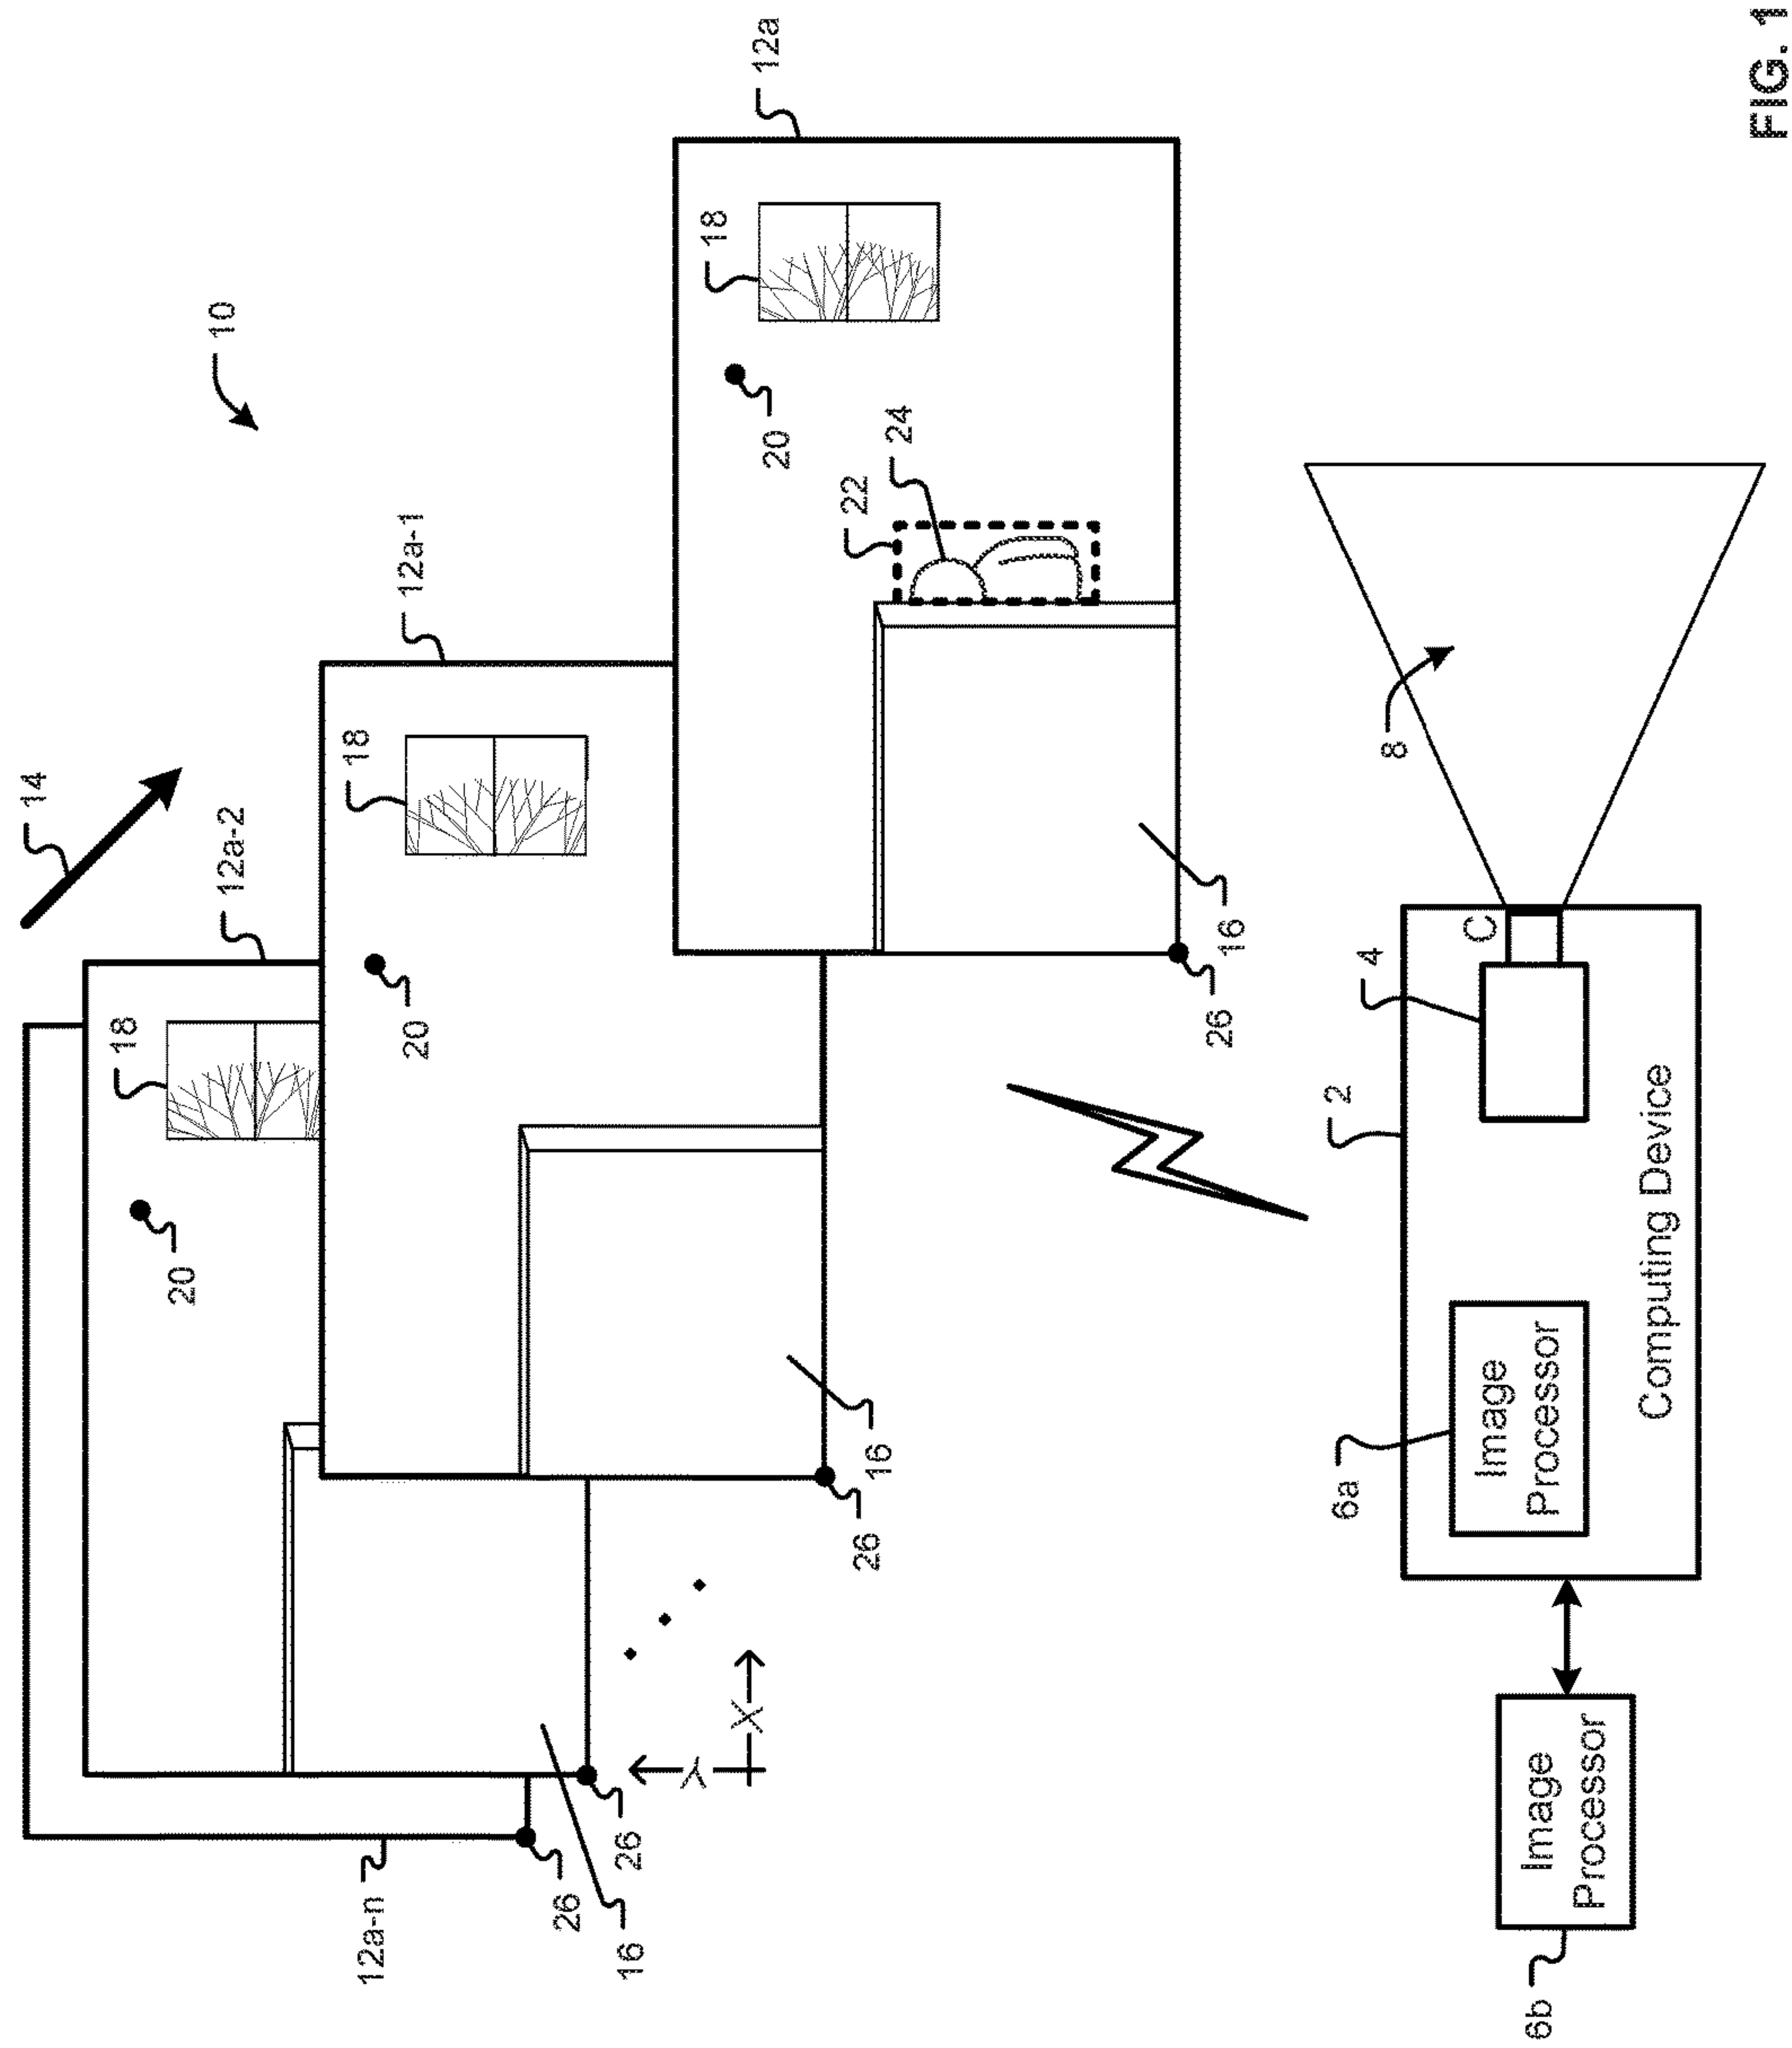 14
18
20
10
12a-2
18
12a-n
12a-1
20
26
26
16
Y
18
X
12a
20
22
26
16
24
26
16
2
6a
4
8
C
Image
Processor
6b
Image
Processor
Computing Device
FIG. 1